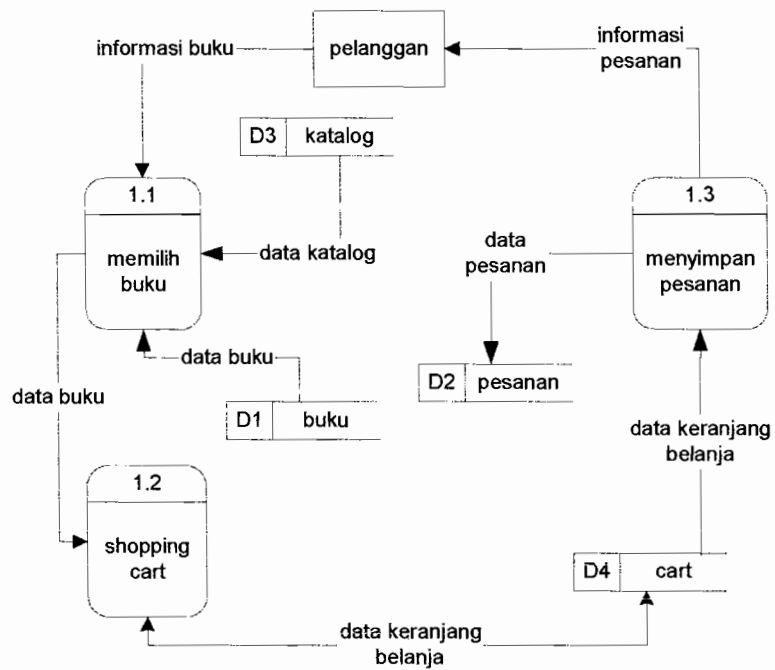 informasi buku
pelanggan
informasi
pesanan
D3
katalog
1.1
memilih
buku
data katalog
data
pesanan
1.3
menyimpan
pesanan
data buku
D2
pesanan
data buku
D1
buku
data keranjang
belanja
1.2
shopping
cart
D4
cart
data keranjang
belanja